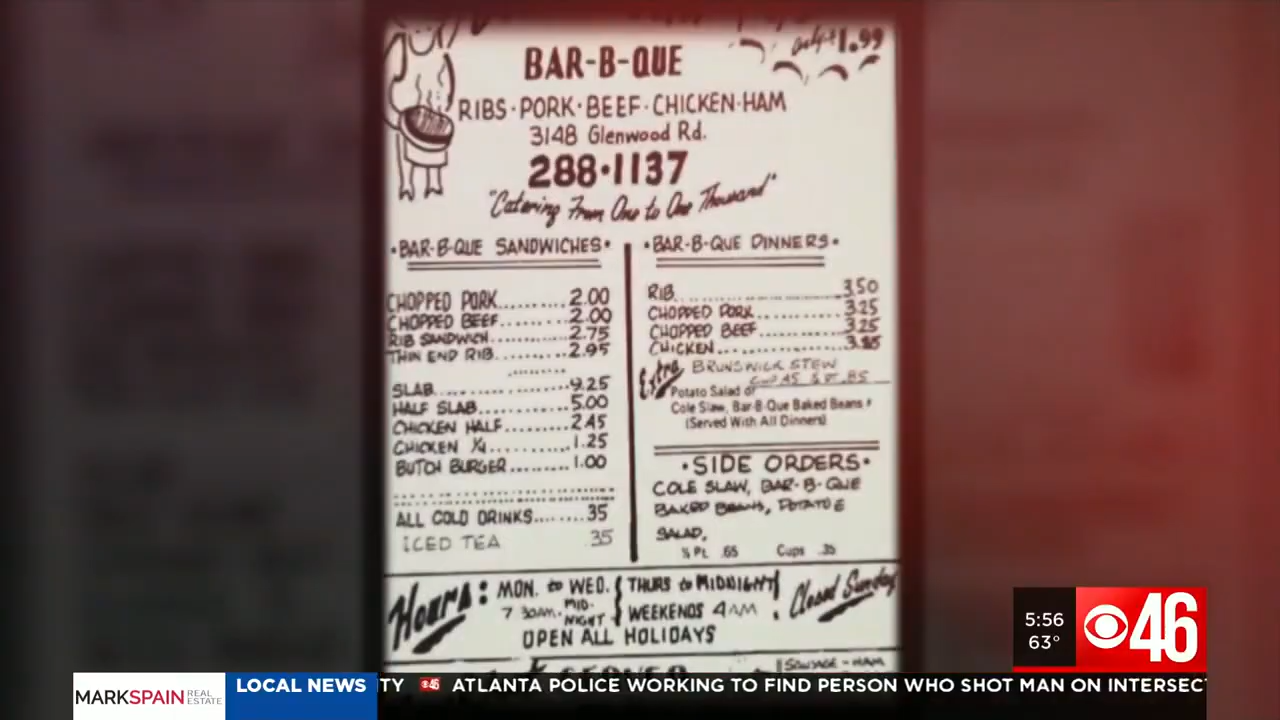 only $1.99
BAR-B-QUE
RIBS·PORK·BEEF·CHICKEN·HAM
3148 Glenwood Rd.
288·1137
"Catering From One to One Thousand"
·BAR-B-QUE SANDWICHES·
CHOPPED PORK.........2.00
CHOPPED BEEF.........2.00
RIB SANDWICH.........2.75
THIN END RIB.........2.95
SLAB.........9.25
HALF SLAB.........5.00
CHICKEN HALF.........2.45
CHICKEN ¼.........1.25
BUTCH BURGER.........1.00
ALL COLD DRINKS......35
ICED TEA .35
·BAR-B-QUE DINNERS·
RIB.........3.50
CHOPPED PORK.........3.25
CHOPPED BEEF.........3.25
CHICKEN.........
Extra BRUNSWICK STEW
CUP .45 & PT .85
Potato Salad or
Cole Slaw, Bar-B-Que Baked Beans
(Served With All Dinners)
·SIDE ORDERS·
COLE SLAW, BAR-B-QUE
BAKED BEANS, POTATOE
SALAD,
½ Pt. .65 Cups .35
Hours: MON. to WED. THURS to MIDNIGHT Closed Sunday
7 30AM. MID-NIGHT WEEKENDS 4AM
OPEN ALL HOLIDAYS
SAUSAGE - HAM
5:56
63°
46
MARKSPAIN REAL ESTATE
LOCAL NEWS
TY 46 ATLANTA POLICE WORKING TO FIND PERSON WHO SHOT MAN ON INTERSECT